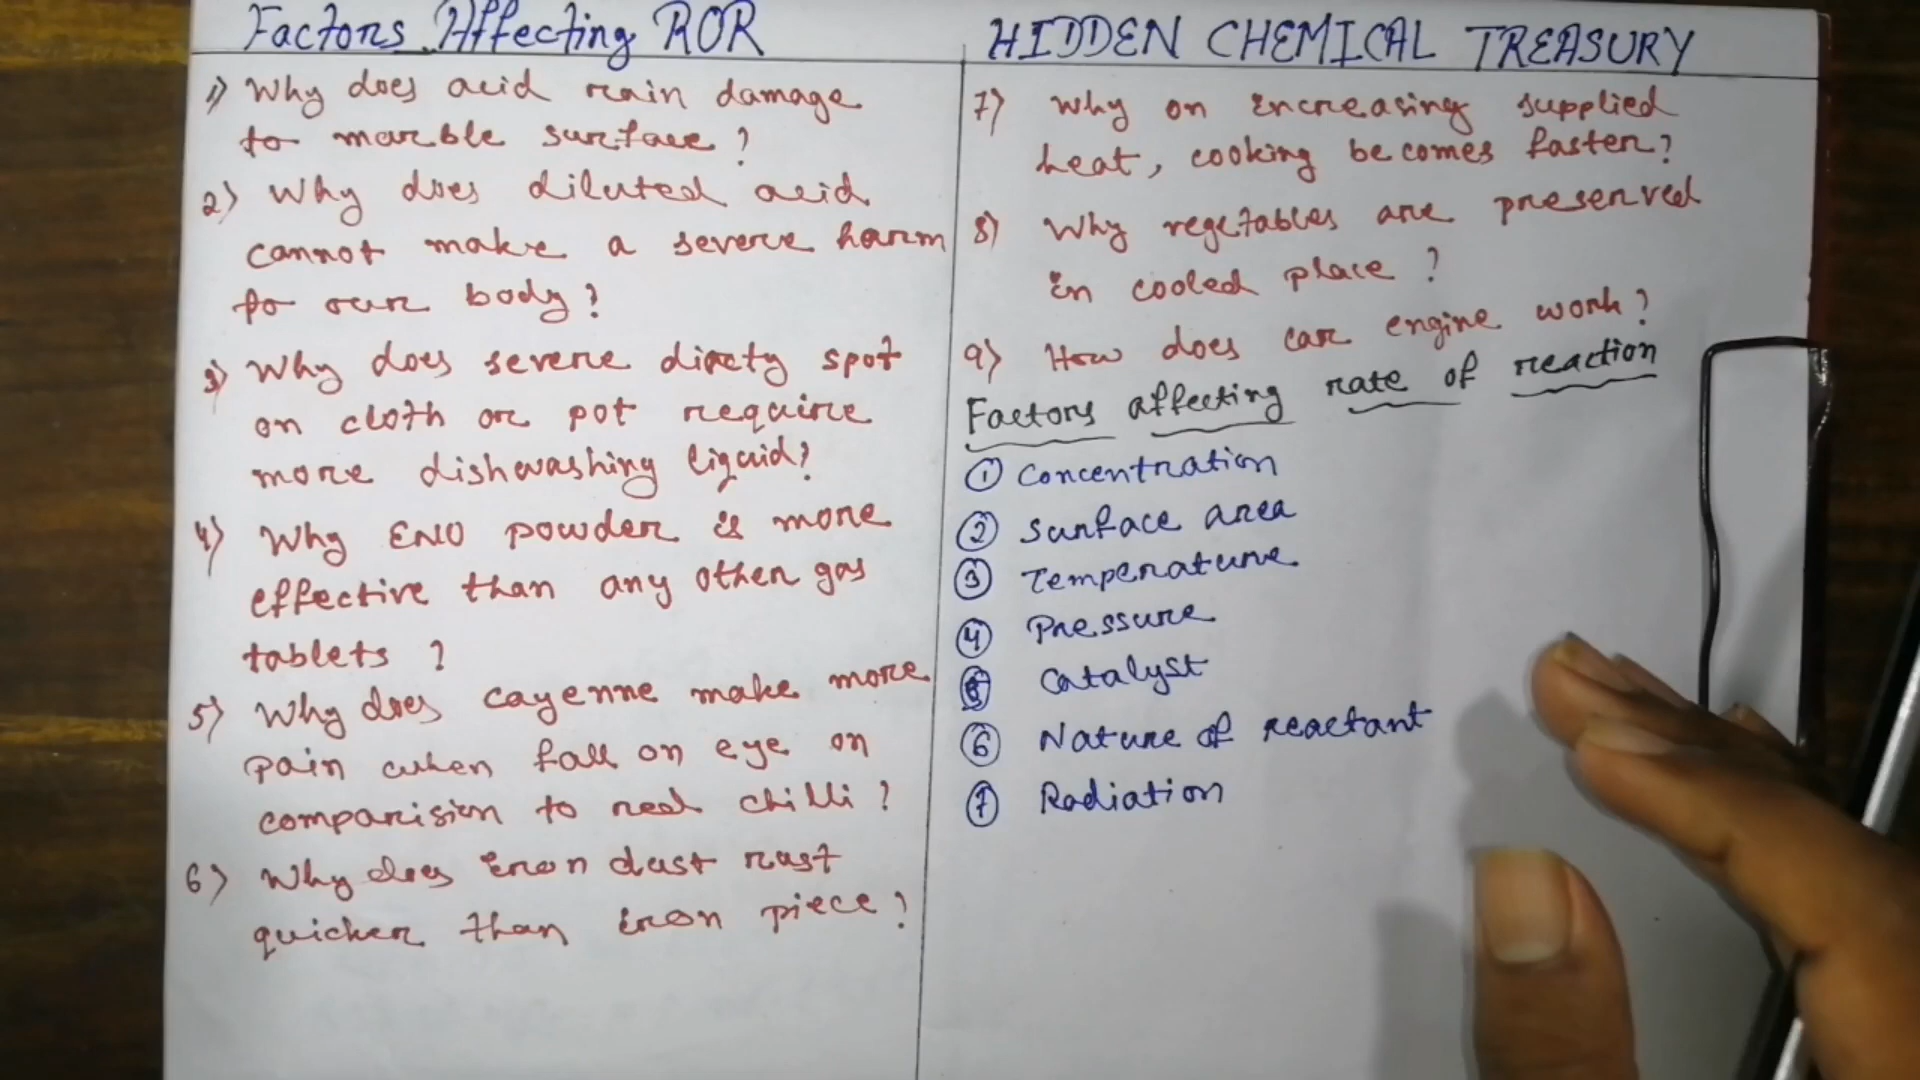 Factors Affecting ROR
1) Why does acid rain damage
to marble surface?
2) Why does diluted acid
cannot make a severe harm
to our body?
3) Why does severe dirty spot
on cloth or pot require
more dishwashing liquid?
4) Why ENO powder is more
effective than any other gas
tablets ?
5) Why does cayenne make more
pain when fall on eye on
comparision to red chilli ?
6) Why does iron dust rust
quicker than iron piece ?
HIDDEN CHEMICAL TREASURY
7) Why on increasing supplied
heat, cooking becomes faster?
8) Why vegetables are preserved
in cooled place ?
9) How does car engine work?
Factors affecting rate of reaction
① Concentration
② Surface area
③ Temperature
④ Pressure
⑤ Catalyst
⑥ Nature of reactant
⑦ Radiation